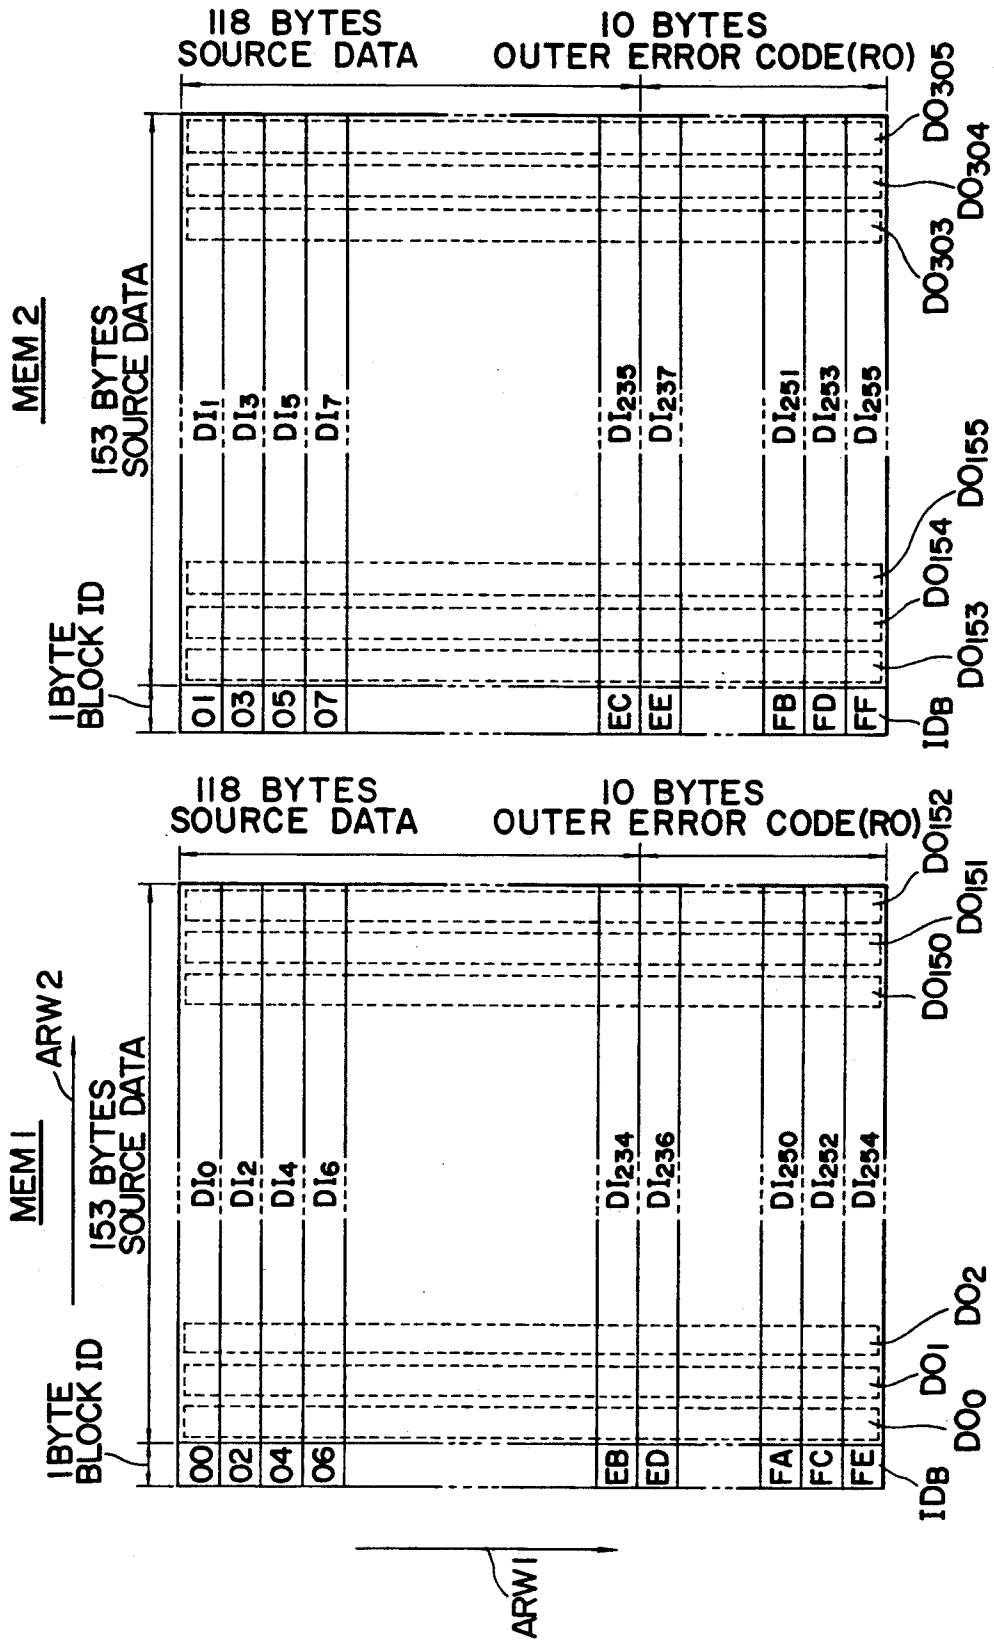 MEM 1
ARW2
1 BYTE
BLOCK ID
153 BYTES
SOURCE DATA
118 BYTES
SOURCE DATA
10 BYTES
OUTER ERROR CODE(RO)
ARW1
00 DI0
02 DI2
04 DI4
06 DI6
EB DI234
ED DI236
FA DI250
FC DI252
FE DI254
IDB
DO0
DO1
DO2
DO150
DO151
DO152
MEM 2
1 BYTE
BLOCK ID
153 BYTES
SOURCE DATA
118 BYTES
SOURCE DATA
10 BYTES
OUTER ERROR CODE(RO)
01 DI1
03 DI3
05 DI5
07 DI7
EC DI235
EE DI237
FB DI251
FD DI253
FF DI255
IDB
DO153
DO154
DO155
DO303
DO304
DO305